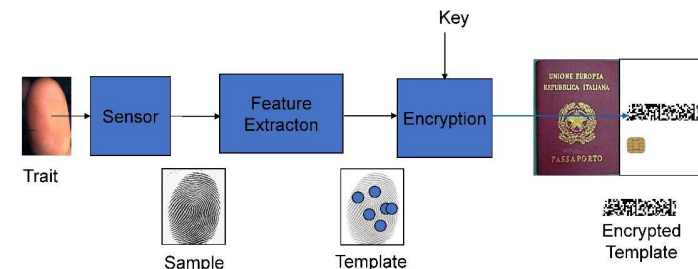 Key
Sensor
Feature
Extracton
Encryption
UNIONE EUROPEA
REPUBBLICA ITALIANA
PASSAPORTO
Trait
Sample
Template
Encrypted
Template